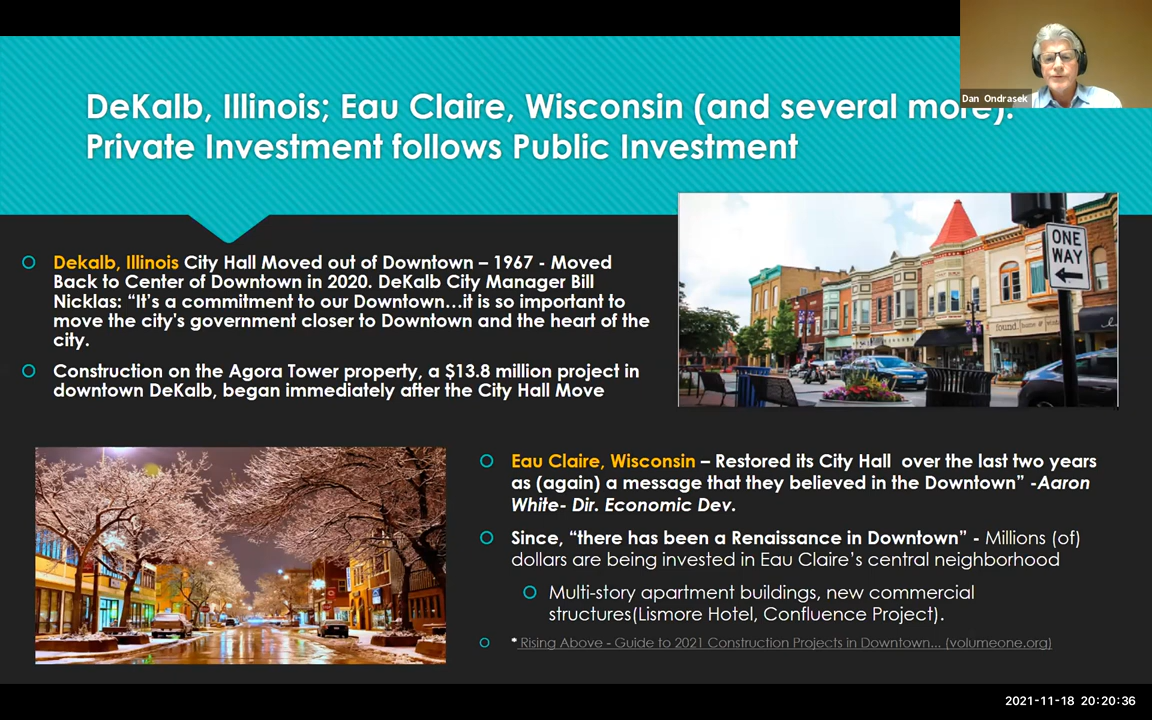 DeKalb, Illinois; Eau Claire, Wisconsin (and several more):
Private Investment follows Public Investment
Dan Ondrasek
Dekalb, Illinois City Hall Moved out of Downtown – 1967 - Moved
Back to Center of Downtown in 2020. DeKalb City Manager Bill
Nicklas: “It’s a commitment to our Downtown…it is so important to
move the city's government closer to Downtown and the heart of the
city.
Construction on the Agora Tower property, a $13.8 million project in
downtown DeKalb, began immediately after the City Hall Move
ONE
WAY
found.
Eau Claire, Wisconsin – Restored its City Hall over the last two years
as (again) a message that they believed in the Downtown” -Aaron
White- Dir. Economic Dev.
Since, “there has been a Renaissance in Downtown” - Millions (of)
dollars are being invested in Eau Claire’s central neighborhood
Multi-story apartment buildings, new commercial
structures(Lismore Hotel, Confluence Project).
* Rising Above - Guide to 2021 Construction Projects in Downtown... (volumeone.org)
2021-11-18 20:20:36